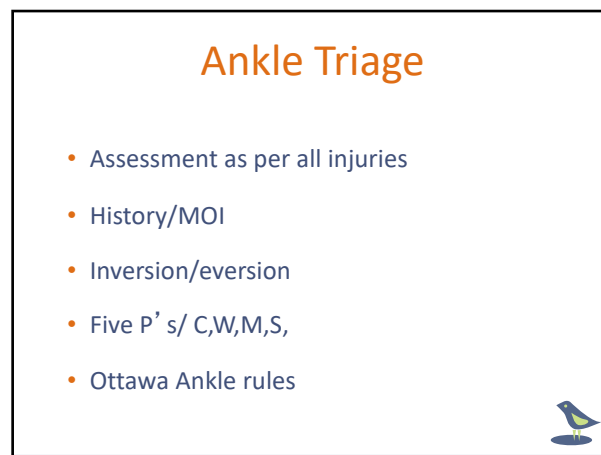 Ankle Triage
• Assessment as per all injuries
• History/MOI
• Inversion/eversion
• Five P’ s/ C,W,M,S,
• Ottawa Ankle rules